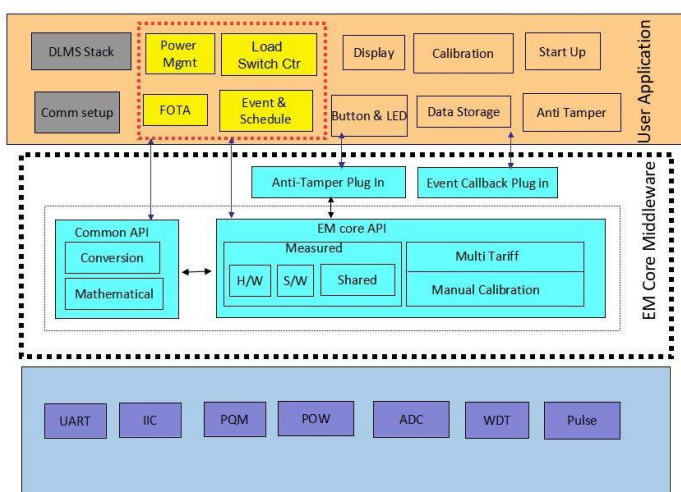 DLMS Stack
Power
Mgmt
Load
Switch Ctr
Display
Calibration
Start Up
Comm setup
FOTA
Event &
Schedule
Button & LED
Data Storage
Anti Tamper
User Application
Anti-Tamper Plug In
Event Callback Plug in
Common API
Conversion
Mathematical
EM core API
Measured
H/W
S/W
Shared
Multi Tariff
Manual Calibration
EM Core Middleware
UART
IIC
PQM
POW
ADC
WDT
Pulse